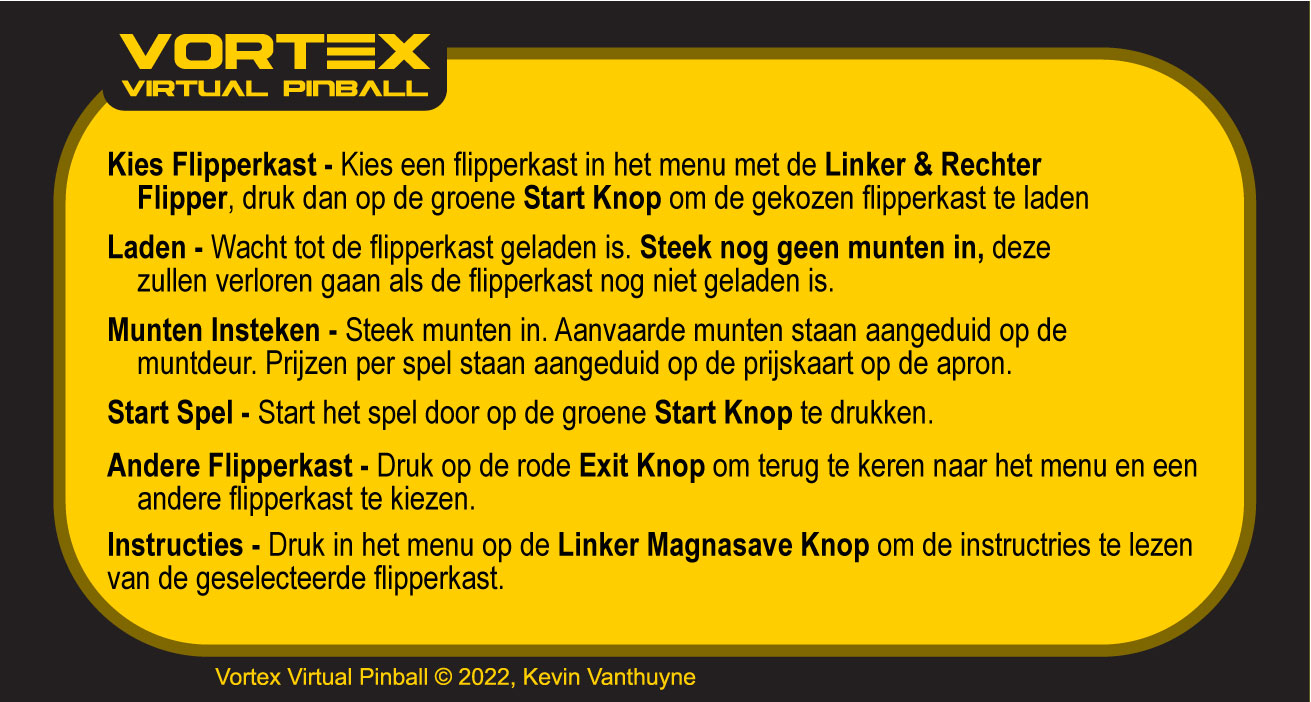 VORTEX
VIRTUAL PINBALL
Kies Flipperkast - Kies een flipperkast in het menu met de Linker & Rechter
Flipper, druk dan op de groene Start Knop om de gekozen flipperkast te laden
Laden - Wacht tot de flipperkast geladen is. Steek nog geen munten in, deze
zullen verloren gaan als de flipperkast nog niet geladen is.
Munten Insteken - Steek munten in. Aanvaarde munten staan aangeduid op de
muntdeur. Prijzen per spel staan aangeduid op de prijskaart op de apron.
Start Spel - Start het spel door op de groene Start Knop te drukken.
Andere Flipperkast - Druk op de rode Exit Knop om terug te keren naar het menu en een
andere flipperkast te kiezen.
Instructies - Druk in het menu op de Linker Magnasave Knop om de instructries te lezen
van de geselecteerde flipperkast.
Vortex Virtual Pinball © 2022, Kevin Vanthuyne